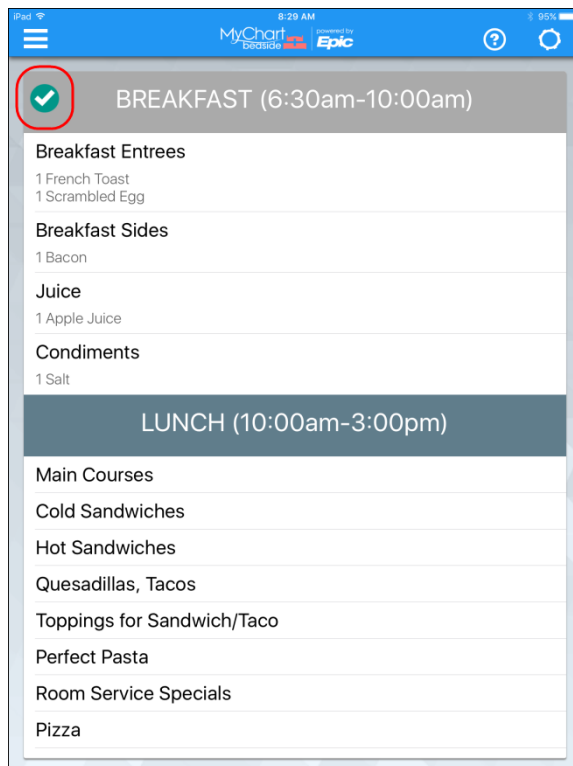 iPad
8:29 AM
95%
MyChart
bedside
powered by
Epic
?
BREAKFAST (6:30am-10:00am)
Breakfast Entrees
1 French Toast
1 Scrambled Egg
Breakfast Sides
1 Bacon
Juice
1 Apple Juice
Condiments
1 Salt
LUNCH (10:00am-3:00pm)
Main Courses
Cold Sandwiches
Hot Sandwiches
Quesadillas, Tacos
Toppings for Sandwich/Taco
Perfect Pasta
Room Service Specials
Pizza